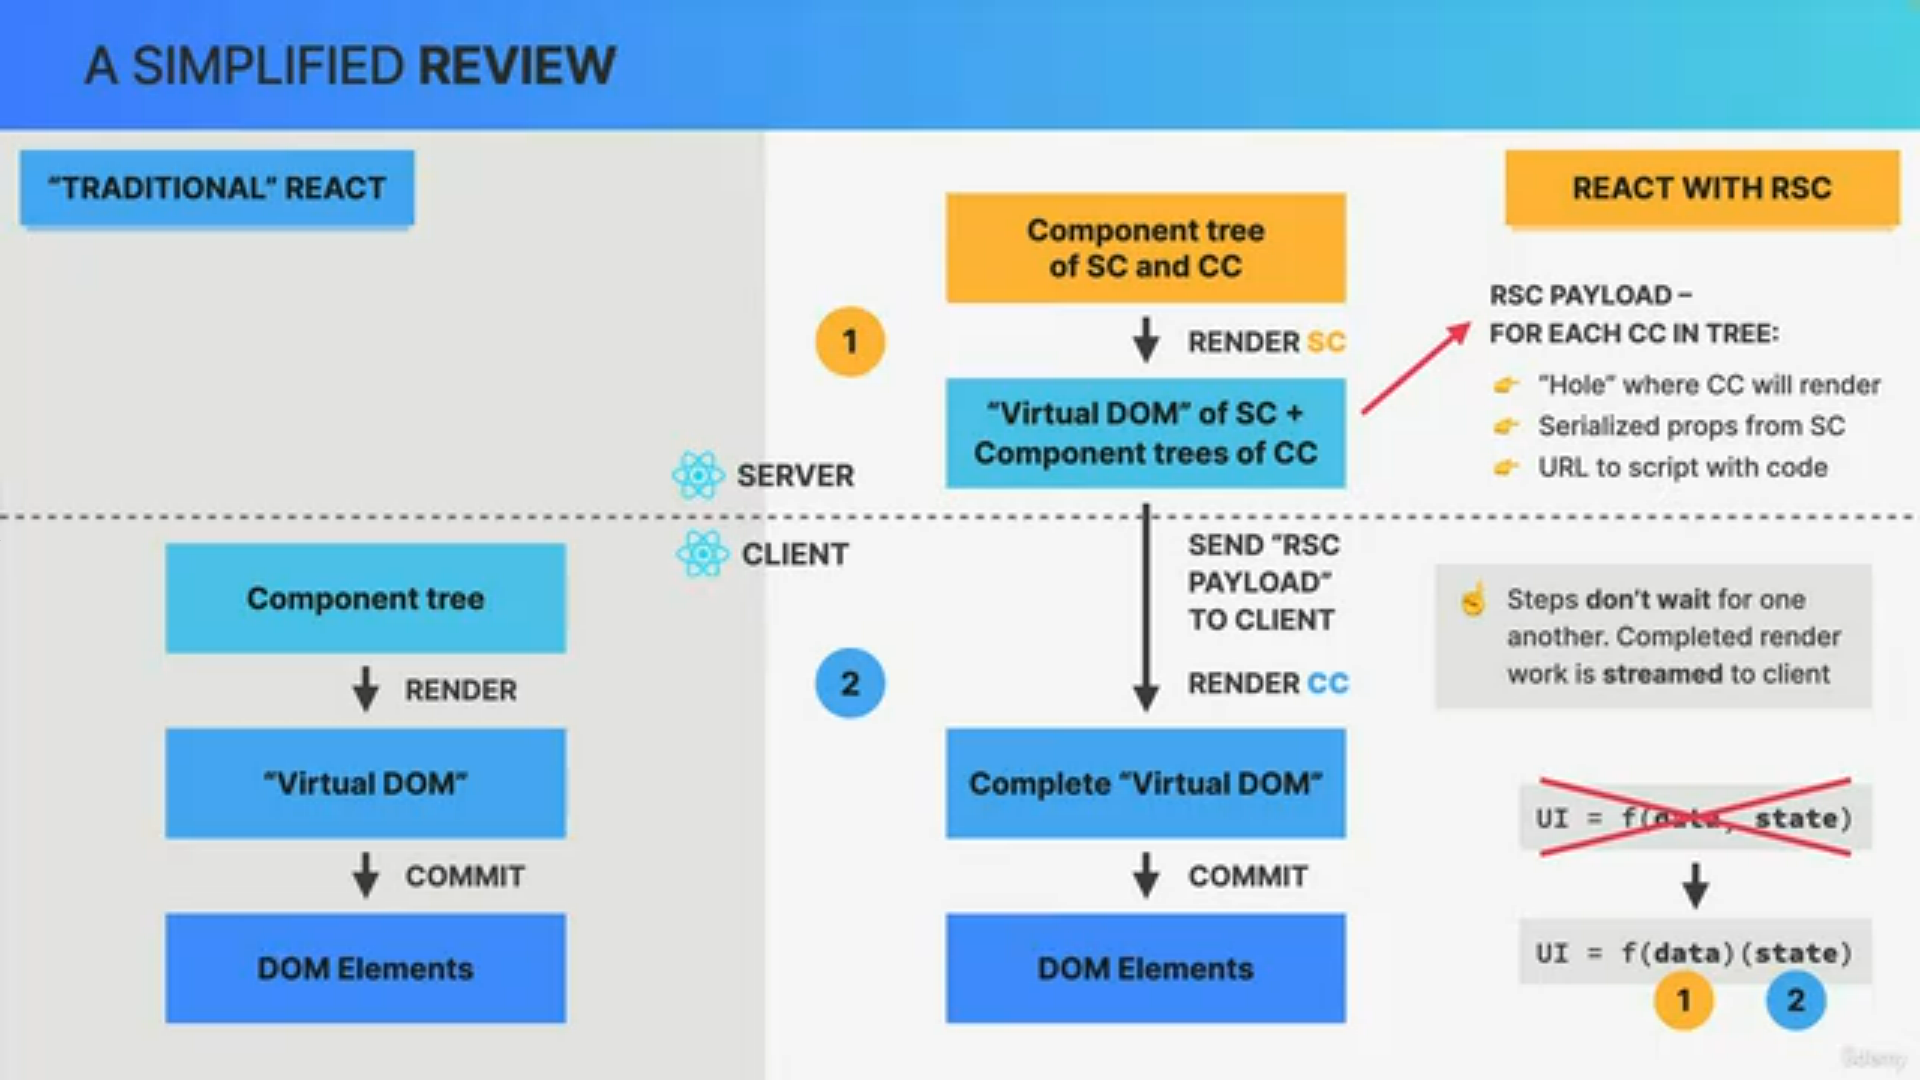 A SIMPLIFIED REVIEW
“TRADITIONAL” REACT
Component tree
RENDER
“Virtual DOM”
COMMIT
DOM Elements
SERVER
CLIENT
REACT WITH RSC
1
Component tree
of SC and CC
RENDER SC
“Virtual DOM” of SC +
Component trees of CC
RSC PAYLOAD –
FOR EACH CC IN TREE:
“Hole” where CC will render
Serialized props from SC
URL to script with code
2
SEND “RSC
PAYLOAD”
TO CLIENT
RENDER CC
Complete “Virtual DOM”
COMMIT
DOM Elements
Steps don’t wait for one
another. Completed render
work is streamed to client
UI = f(data, state)
UI = f(data)(state)
1
2
Udemy